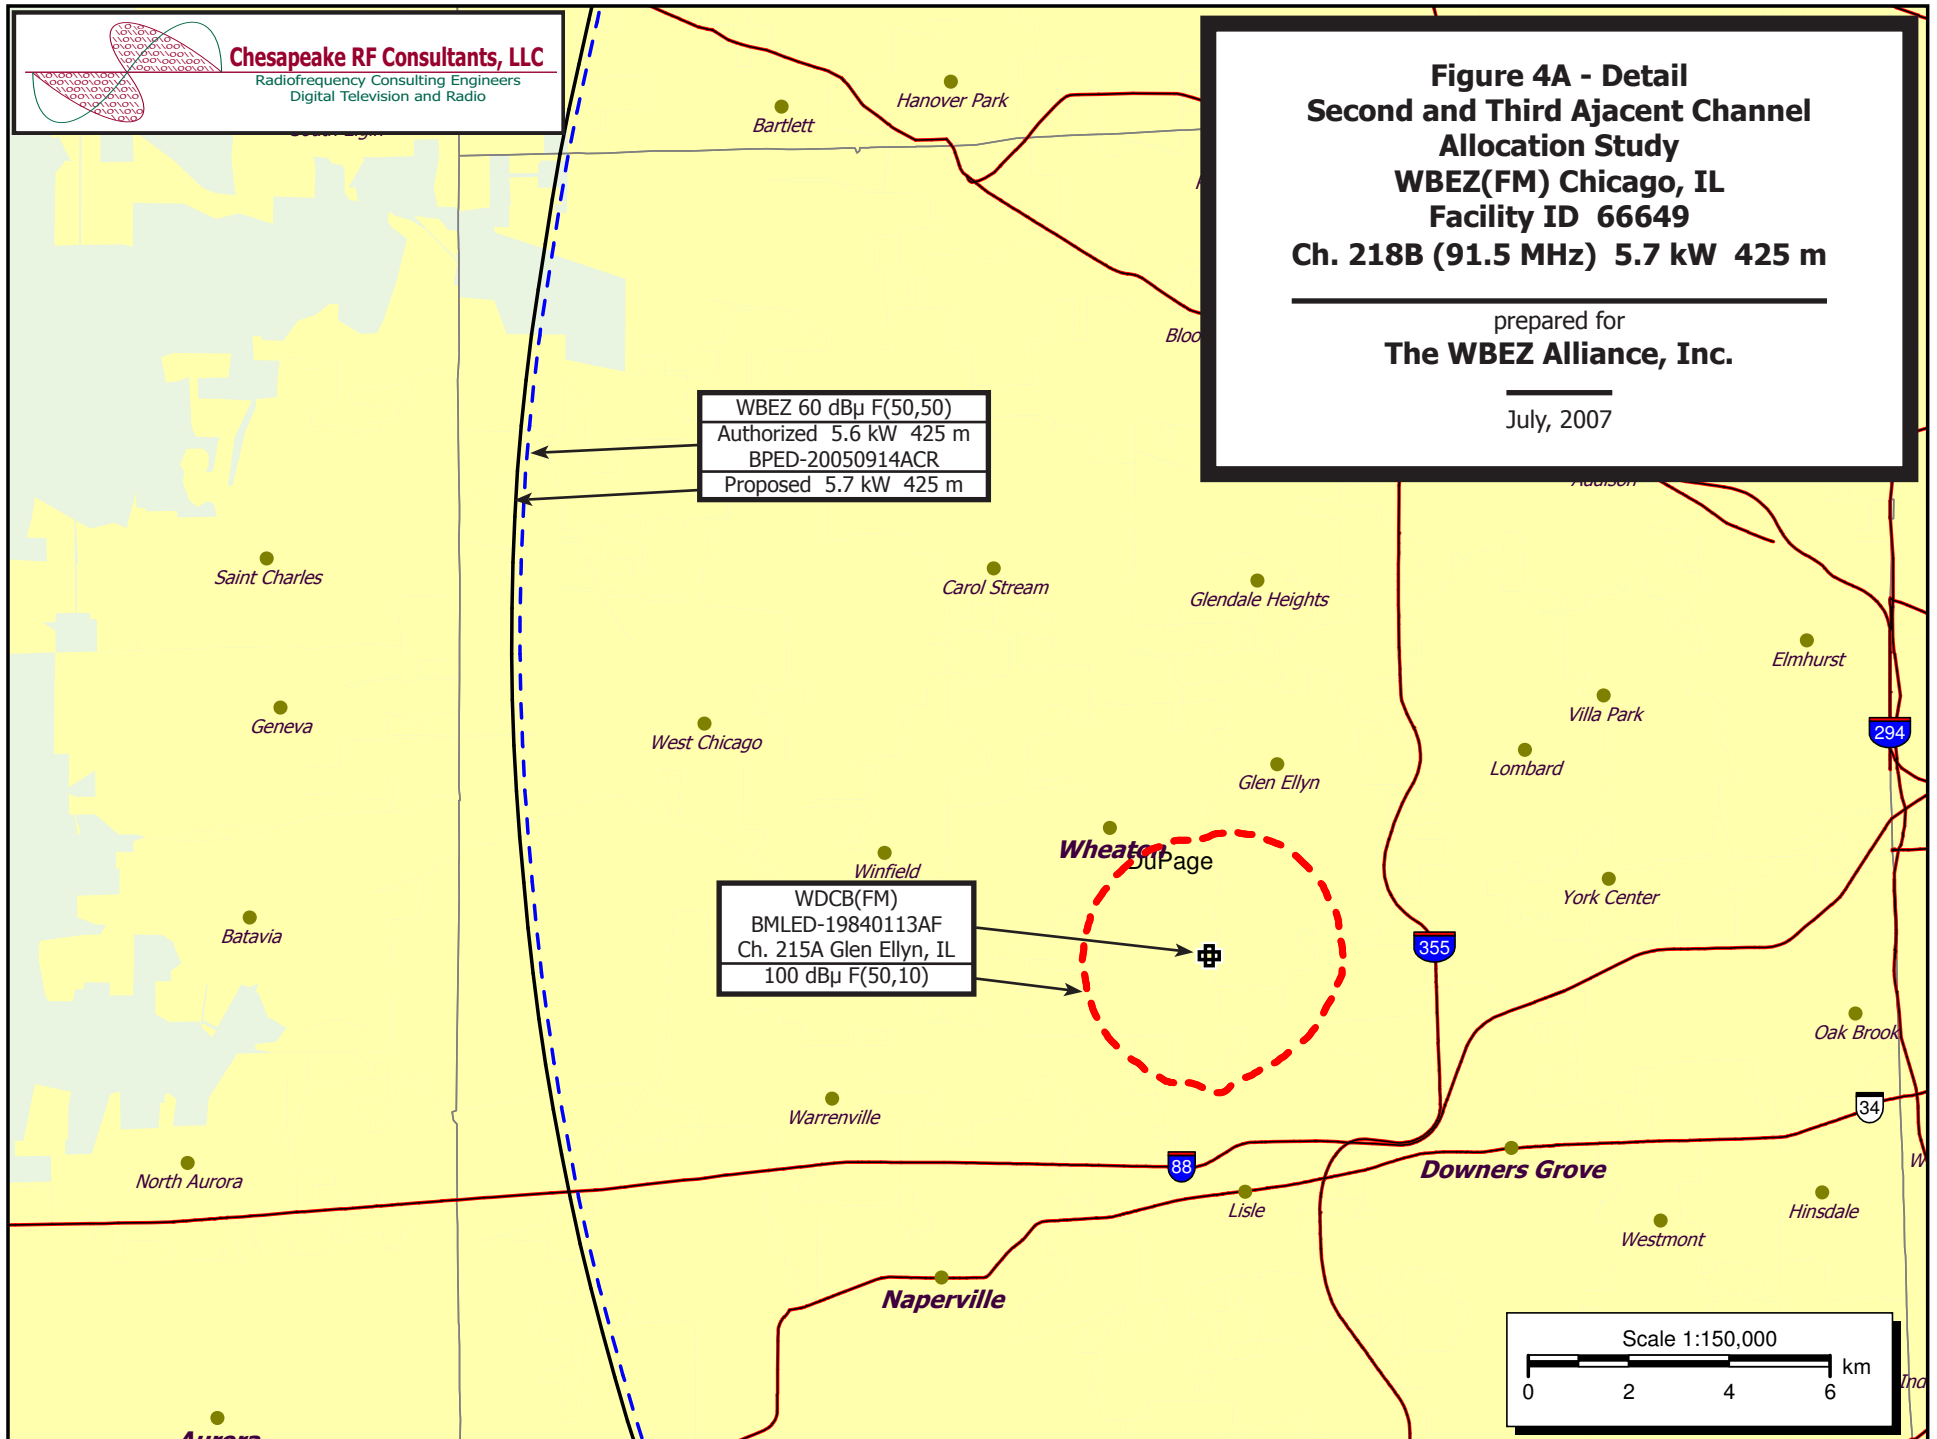 Chesapeake RF Consultants, LLC
Radiofrequency Consulting Engineers
Digital Television and Radio
Figure 4A - Detail
Second and Third Ajacent Channel
Allocation Study
WBEZ(FM) Chicago, IL
Facility ID 66649
Ch. 218B (91.5 MHz) 5.7 kW 425 m
prepared for
The WBEZ Alliance, Inc.
July, 2007
Hanover Park
Bartlett
Bloo
WBEZ 60 dBµ F(50,50)
Authorized 5.6 kW 425 m
BPED-20050914ACR
Proposed 5.7 kW 425 m
Saint Charles
Carol Stream
Glendale Heights
Elmhurst
Geneva
West Chicago
Villa Park
294
Lombard
Glen Ellyn
Wheaton
DuPage
Winfield
York Center
WDCB(FM)
BMLED-19840113AF
Ch. 215A Glen Ellyn, IL
100 dBµ F(50,10)
Batavia
355
Oak Brook
Warrenville
34
88
Downers Grove
W
North Aurora
Lisle
Hinsdale
Westmont
Naperville
Scale 1:150,000
km
0 2 4 6
Ind
Aurora